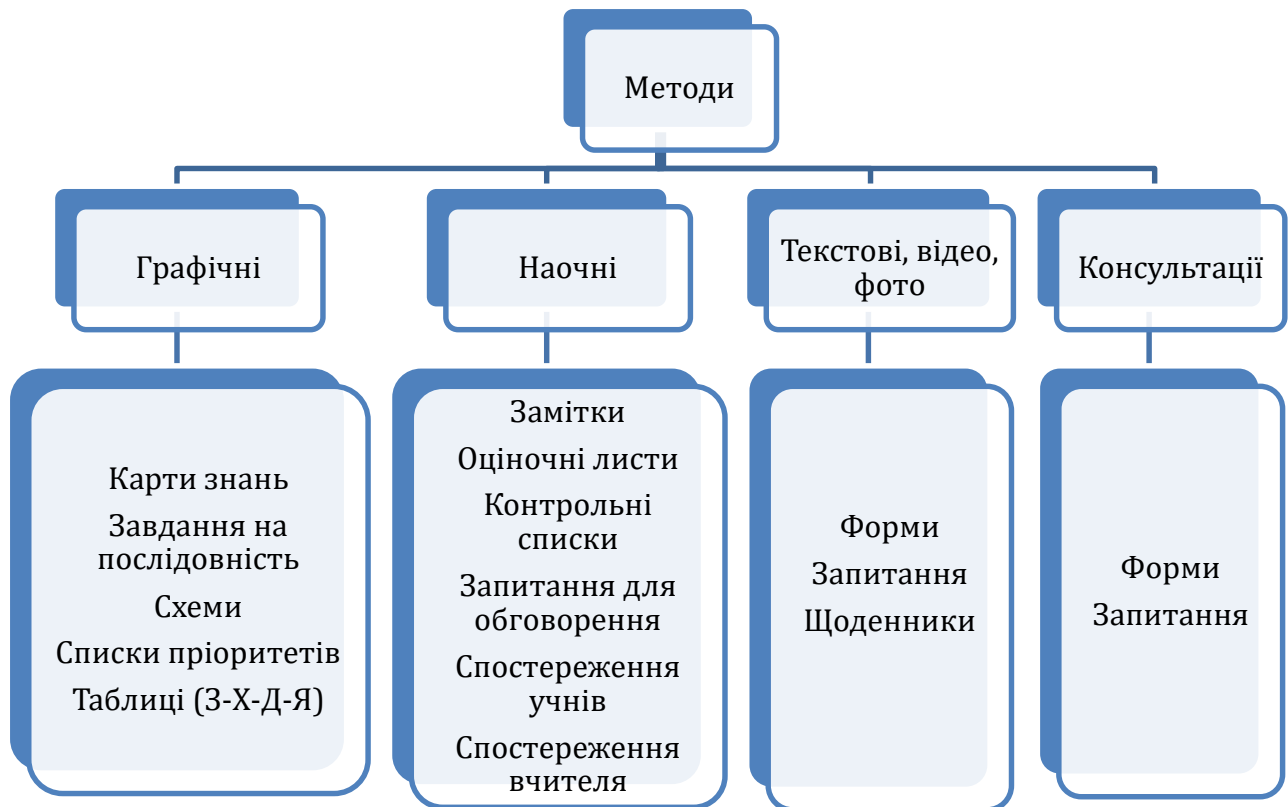 Методи
Графічні
Наочні
Текстові, відео,
фото
Консультації
Карти знань
Завдання на
послідовність
Схеми
Списки пріоритетів
Таблиці (З-Х-Д-Я)
Замітки
Оціночні листи
Контрольні
списки
Запитання для
обговорення
Спостереження
учнів
Спостереження
вчителя
Форми
Запитання
Щоденники
Форми
Запитання